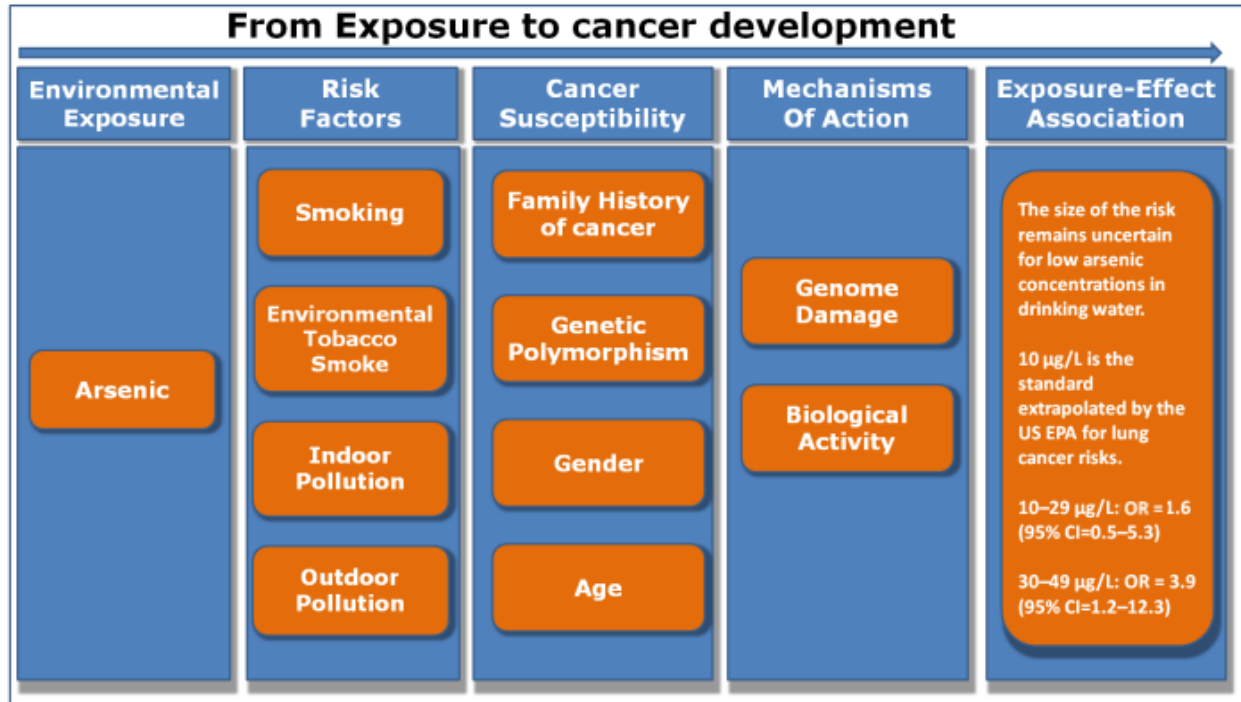 From Exposure to cancer development
Environmental
Exposure
Risk
Factors
Cancer
Susceptibility
Mechanisms
Of Action
Exposure-Effect
Association
Arsenic
Smoking
Environmental
Tobacco
Smoke
Indoor
Pollution
Outdoor
Pollution
Family History
of cancer
Genetic
Polymorphism
Gender
Age
Genome
Damage
Biological
Activity
The size of the risk
remains uncertain
for low arsenic
concentrations in
drinking water.
10 µg/L is the
standard
extrapolated by the
US EPA for lung
cancer risks.
10–29 µg/L: OR =1.6
(95% CI=0.5–5.3)
30–49 µg/L: OR = 3.9
(95% CI=1.2–12.3)